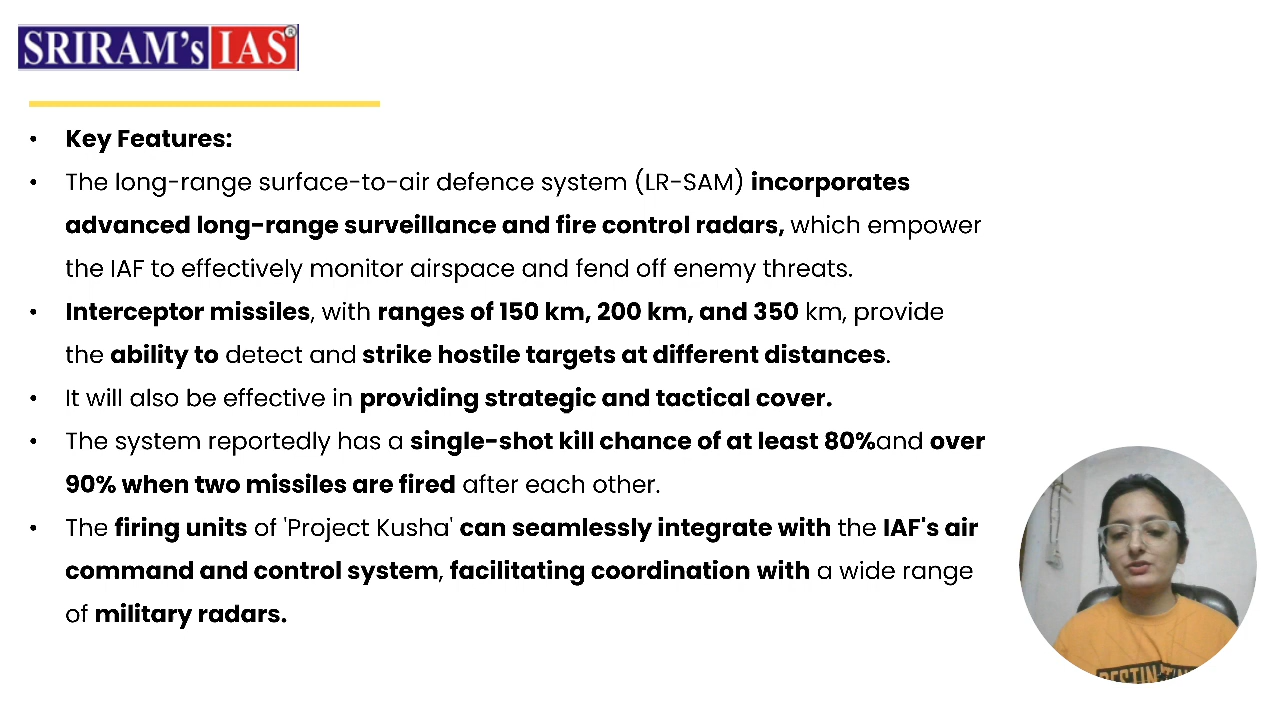 SRIRAM's IAS®
• Key Features:
• The long-range surface-to-air defence system (LR-SAM) incorporates
advanced long-range surveillance and fire control radars, which empower
the IAF to effectively monitor airspace and fend off enemy threats.
• Interceptor missiles, with ranges of 150 km, 200 km, and 350 km, provide
the ability to detect and strike hostile targets at different distances.
• It will also be effective in providing strategic and tactical cover.
• The system reportedly has a single-shot kill chance of at least 80%and over
90% when two missiles are fired after each other.
• The firing units of 'Project Kusha' can seamlessly integrate with the IAF's air
command and control system, facilitating coordination with a wide range
of military radars.